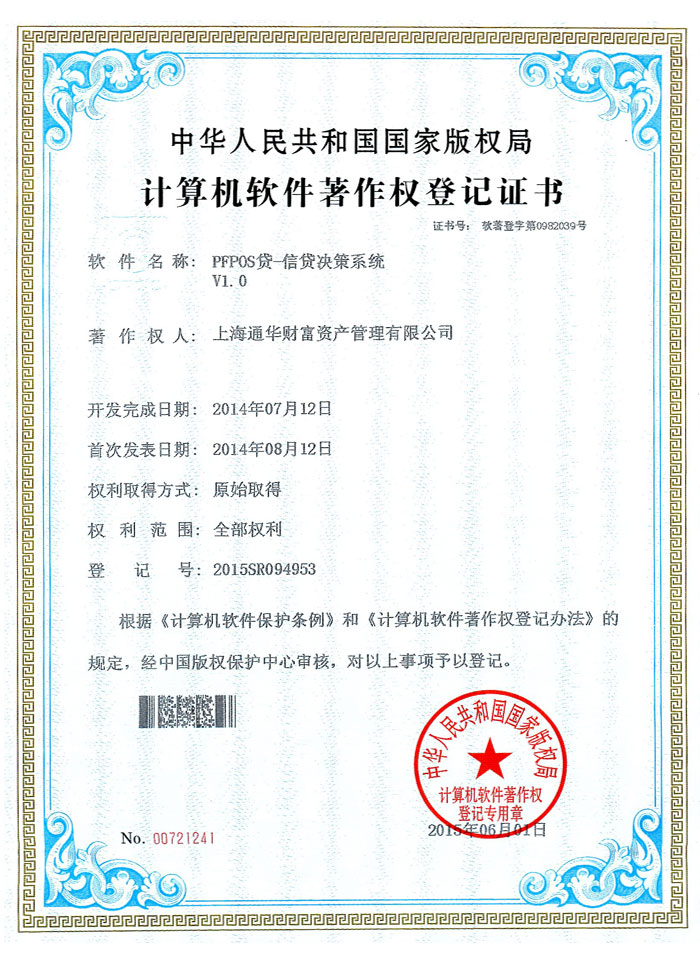 中华人民共和国国家版权局
计算机软件著作权登记证书
证书号： 软著登字第0982039号
软件名称： PFPOS贷-信贷决策系统
V1.0
著作权人： 上海通华财富资产管理有限公司
开发完成日期： 2014年07月12日
首次发表日期： 2014年08月12日
权利取得方式： 原始取得
权利范围： 全部权利
登记号： 2015SR094953
根据《计算机软件保护条例》和《计算机软件著作权登记办法》的
规定，经中国版权保护中心审核，对以上事项予以登记。
中华人民共和国国家版权局
计算机软件著作权
登记专用章
2015年06月01日
No. 00721241